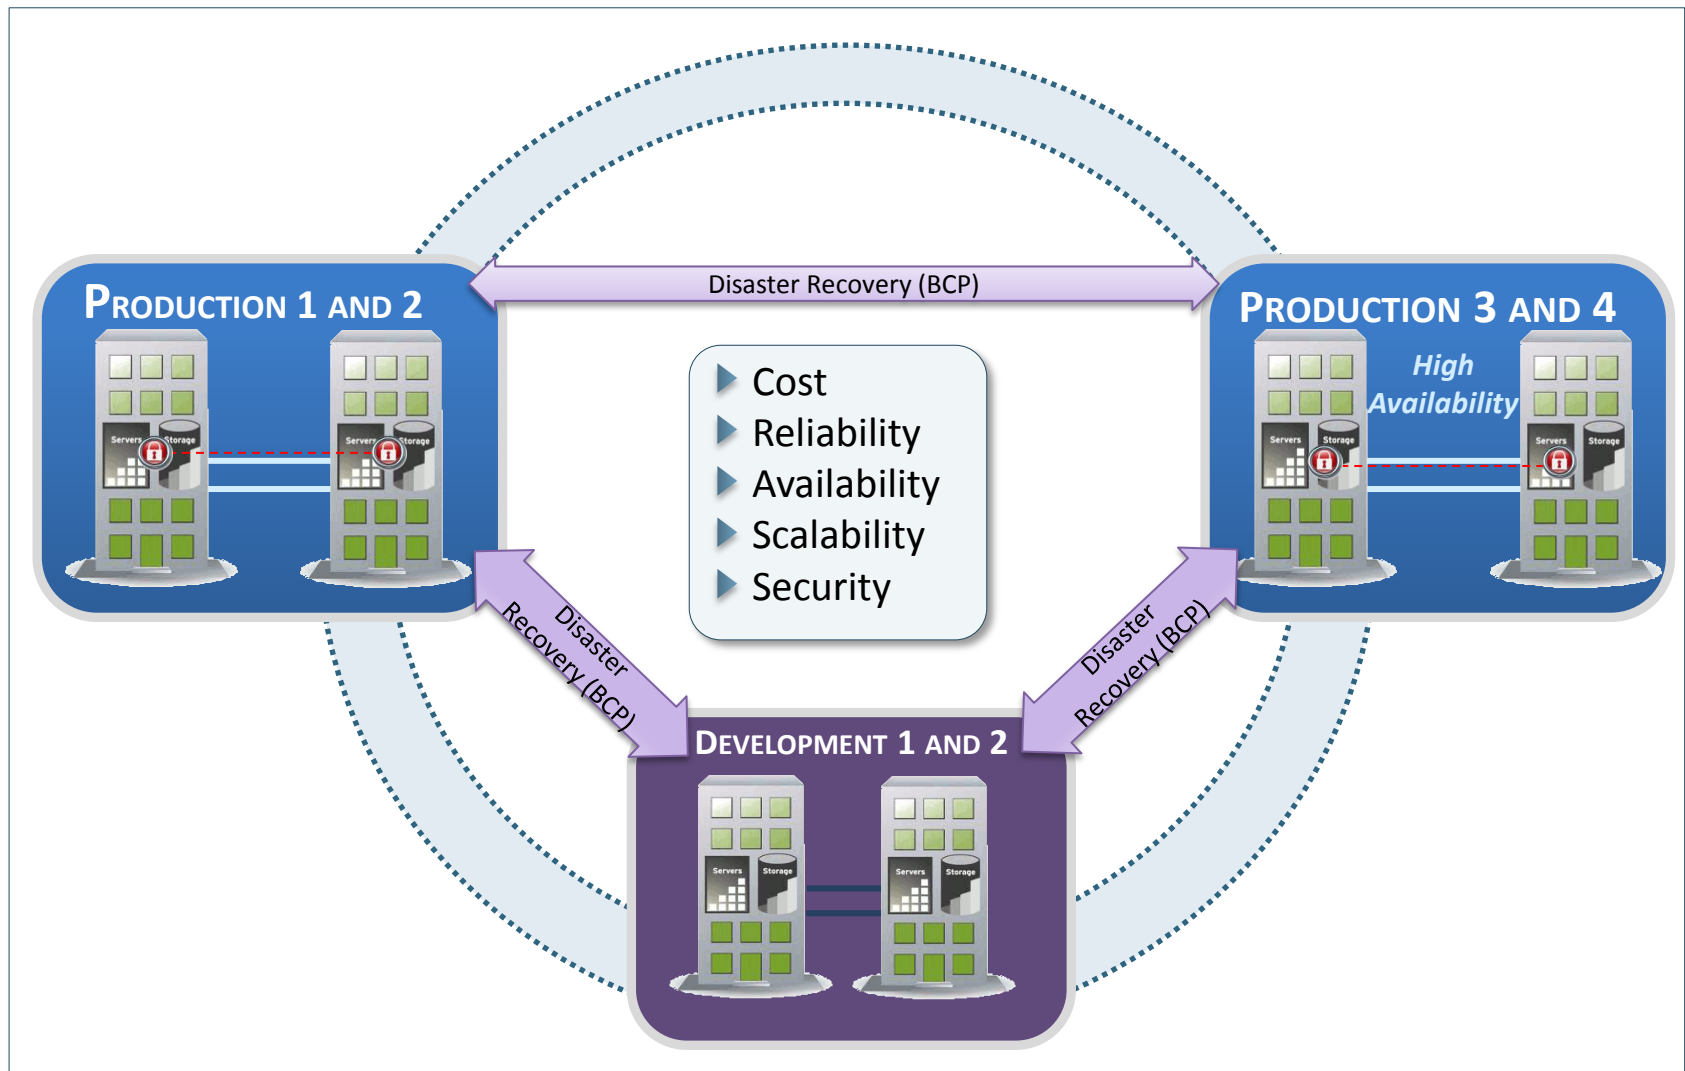 PRODUCTION 1 AND 2
Servers
Storage
Servers
Storage
Disaster Recovery (BCP)
PRODUCTION 3 AND 4
High
Availability
Servers
Storage
Servers
Storage
Cost
Reliability
Availability
Scalability
Security
Disaster
Recovery (BCP)
Disaster
Recovery (BCP)
DEVELOPMENT 1 AND 2
Servers
Storage
Servers
Storage